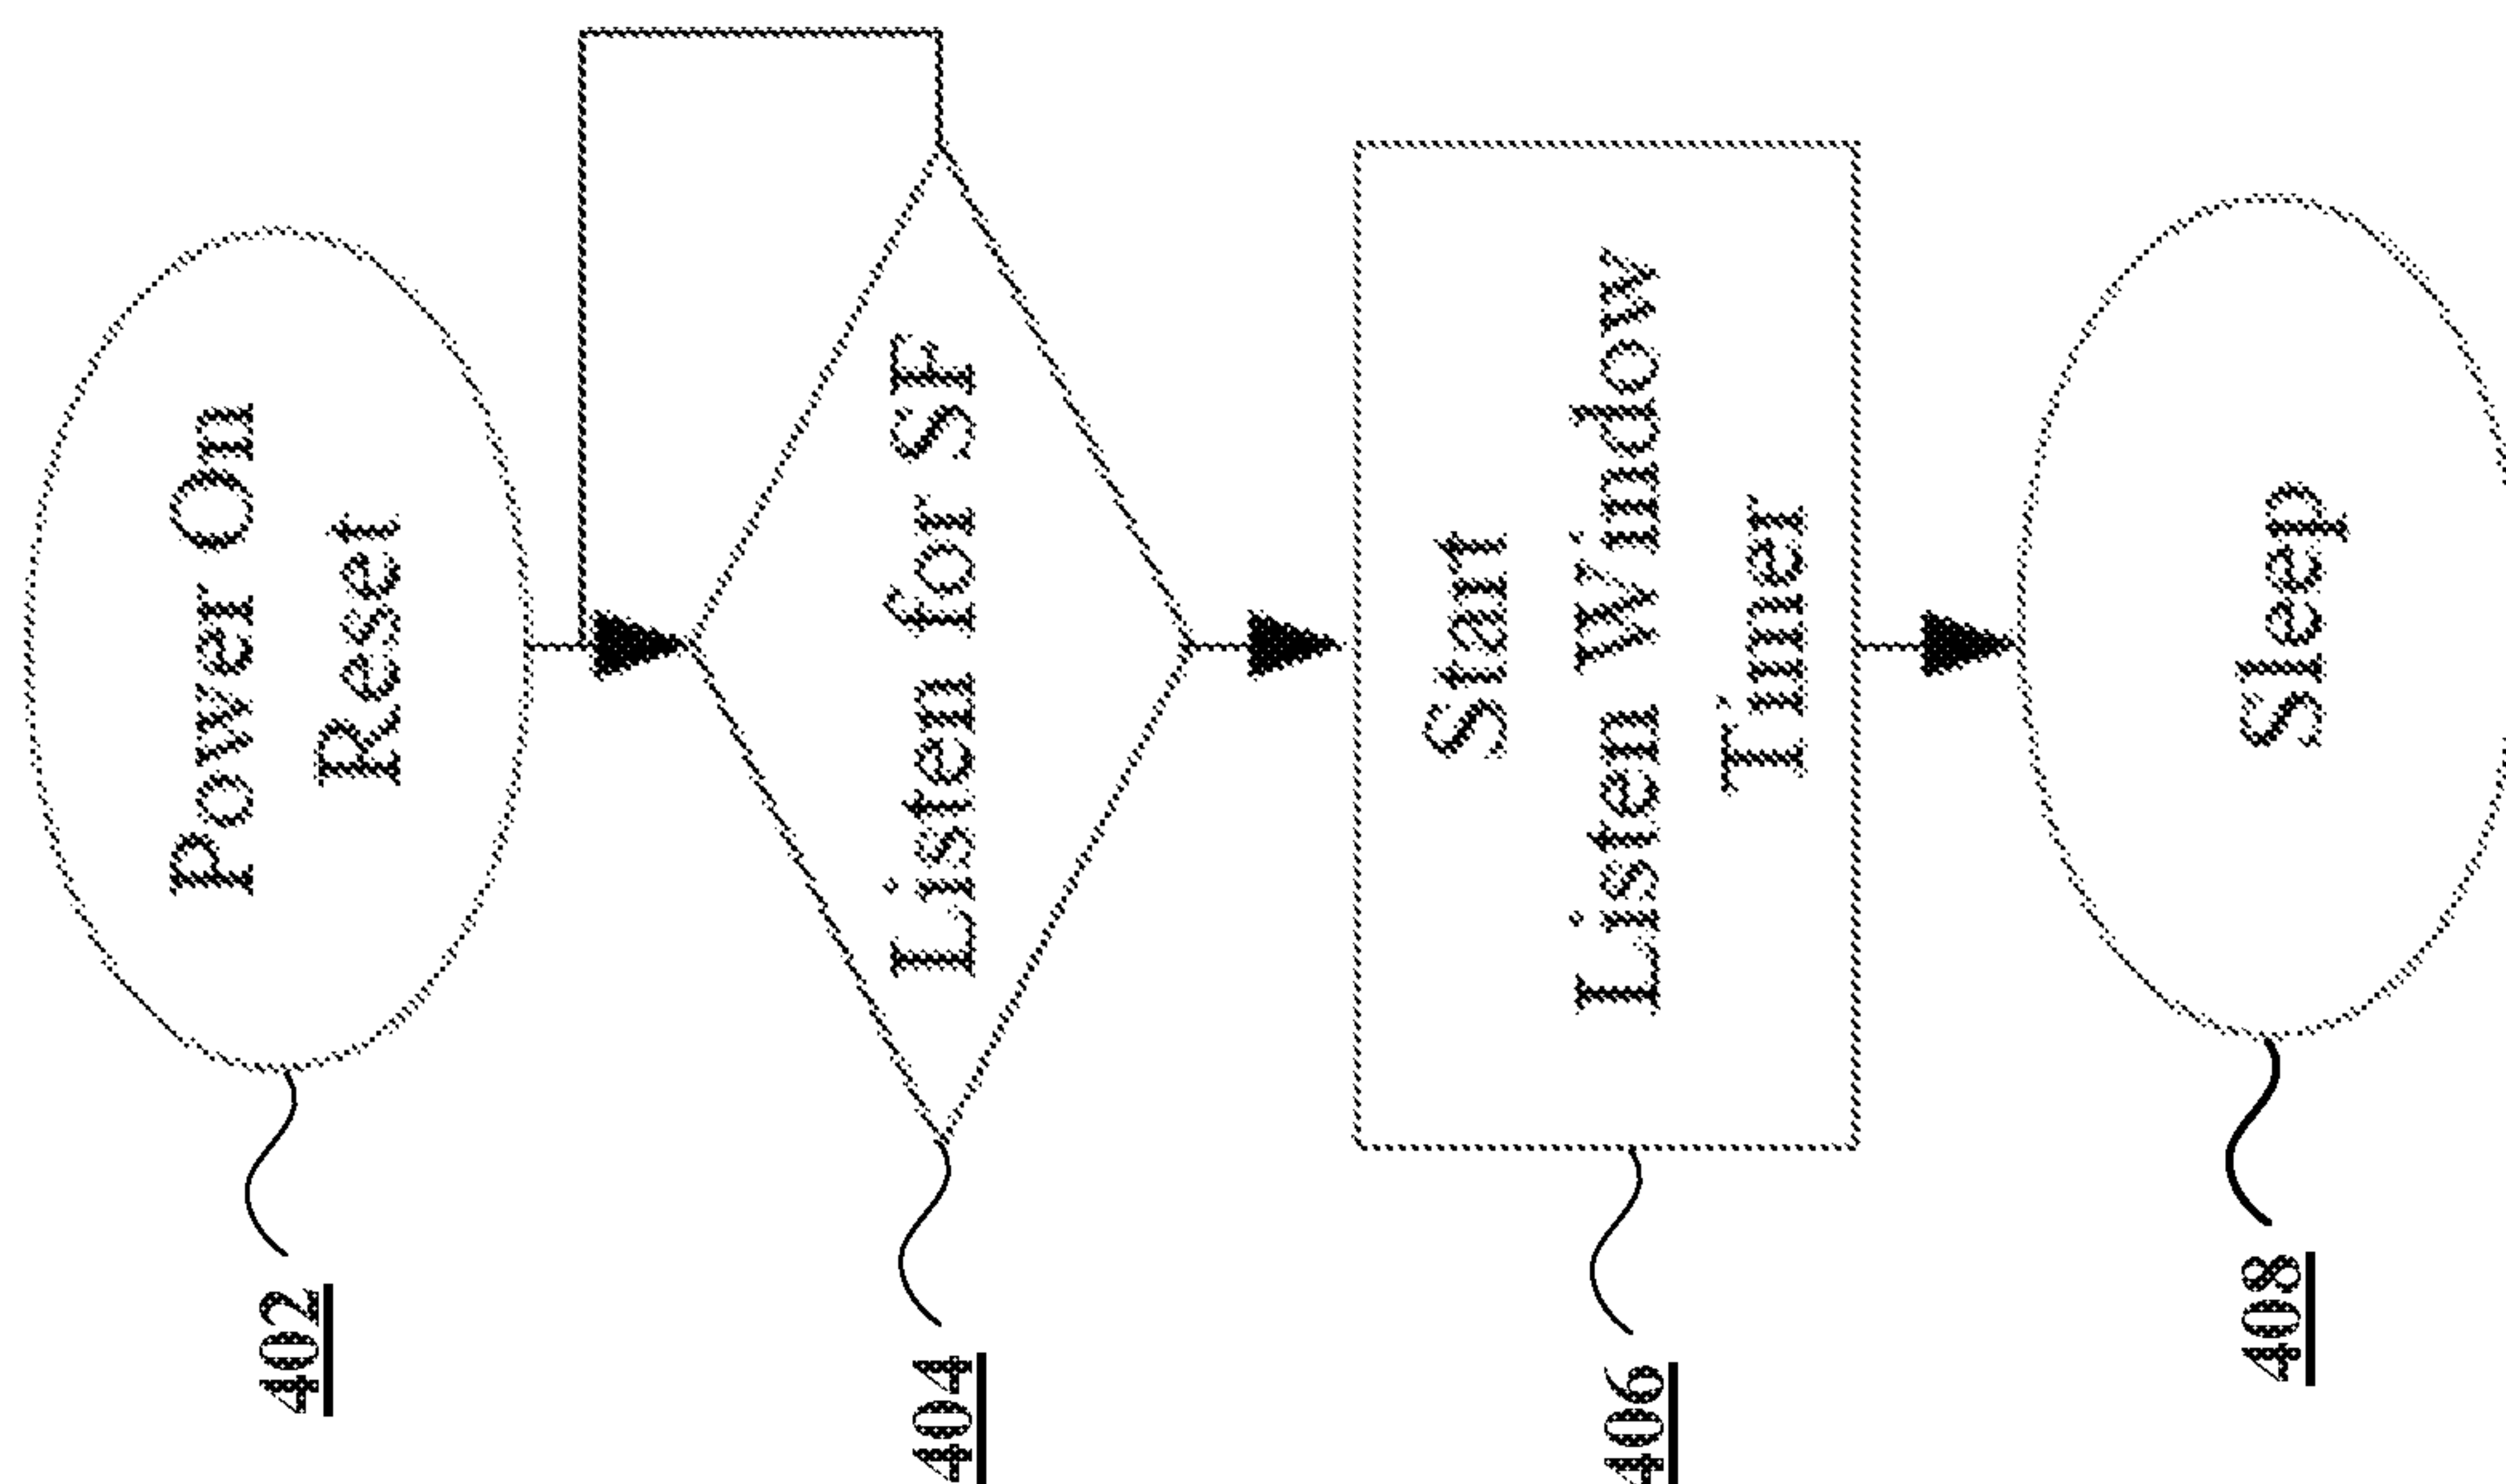 Power On
Reset
402
Listen for SF
404
Start
Listen Window
Timer
406
Sleep
408